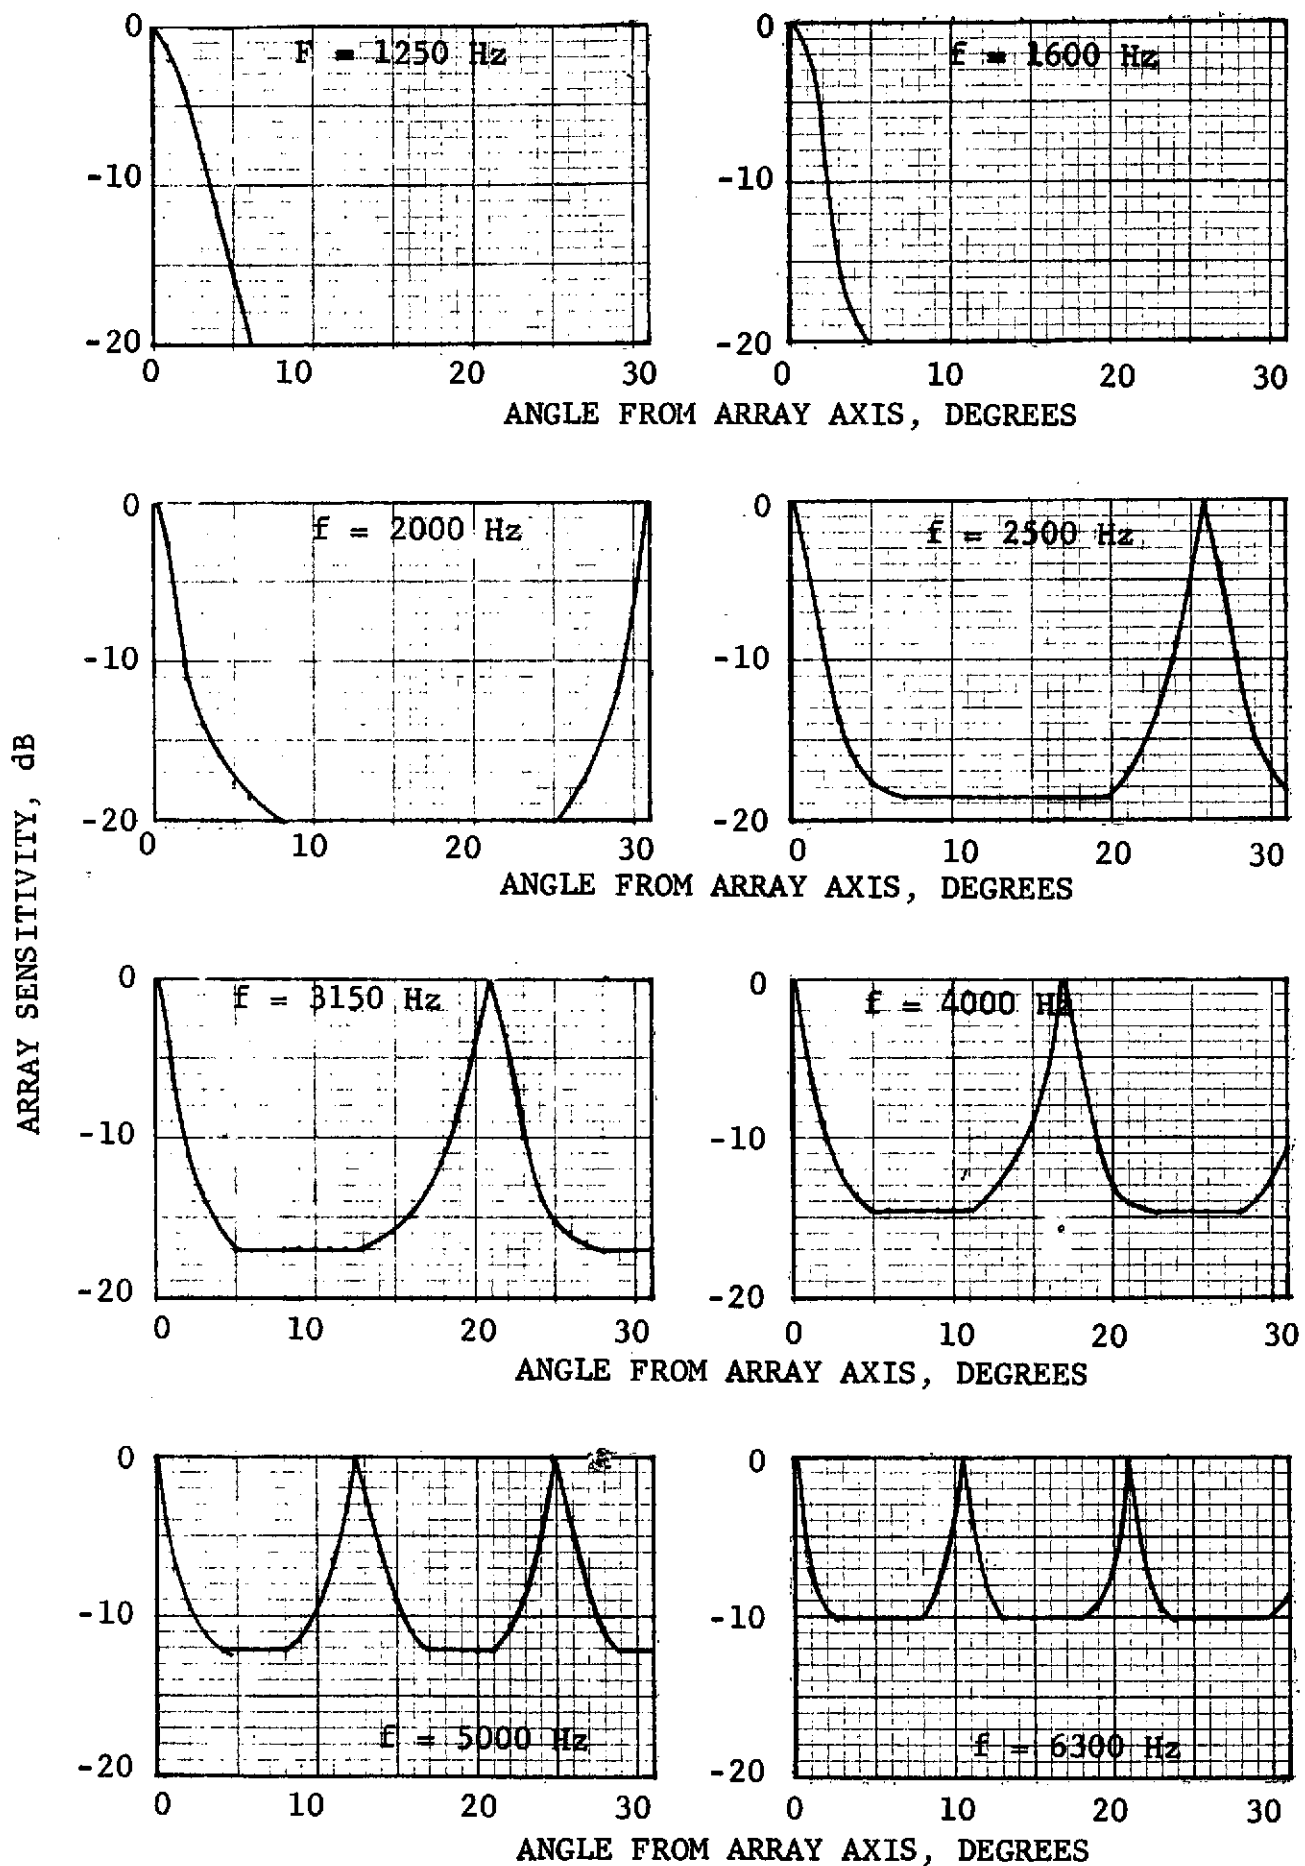 ARRAY SENSITIVITY, dB
F = 1250 Hz
0
-10
-20
0 10 20 30
f = 1600 Hz
0
-10
-20
0 10 20 30
ANGLE FROM ARRAY AXIS, DEGREES
f = 2000 Hz
0
-10
-20
0 10 20 30
f = 2500 Hz
0
-10
-20
0 10 20 30
ANGLE FROM ARRAY AXIS, DEGREES
f = 3150 Hz
0
-10
-20
0 10 20 30
f = 4000 Hz
0
-10
-20
0 10 20 30
ANGLE FROM ARRAY AXIS, DEGREES
0
-10
f = 5000 Hz
-20
0 10 20 30
0
-10
f = 6300 Hz
-20
0 10 20 30
ANGLE FROM ARRAY AXIS, DEGREES